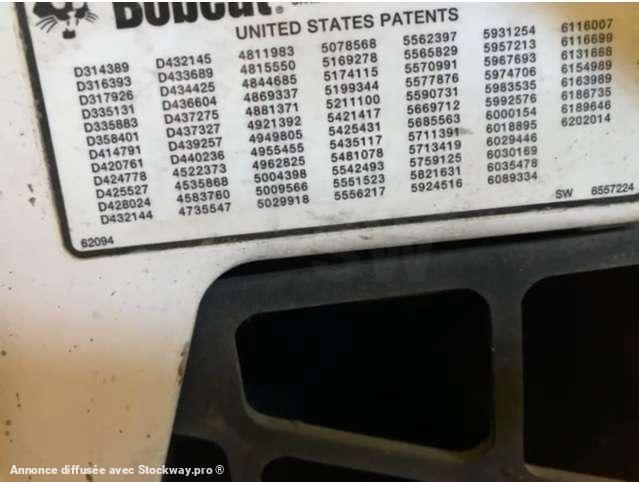 Bobcat®
UNITED STATES PATENTS
D314389 D432145 4811983 5078568 5562397 5931254 6116007
D316393 D433689 4815550 5169278 5565829 5957213 6116699
D317926 D434425 4844685 5174115 5570991 5967693 6131668
D335131 D436604 4869337 5199344 5577876 5974706 6154989
D335883 D437275 4881371 5211100 5590731 5983535 6163989
D358401 D437327 4921392 5421417 5669712 5992576 6186735
D414791 D439257 4949805 5425431 5685563 6000154 6189646
D420761 D440236 4955455 5435117 5711391 6018895 6202014
D424778 4522373 4962825 5481078 5713419 6029446
D425527 4535868 5004398 5542493 5759125 6030169
D428024 4583760 5009566 5551523 5821631 6035478
D432144 4735547 5029918 5556217 5924516 6089334
SW 6557224
62094
SW
Annonce diffusée avec Stockway.pro®